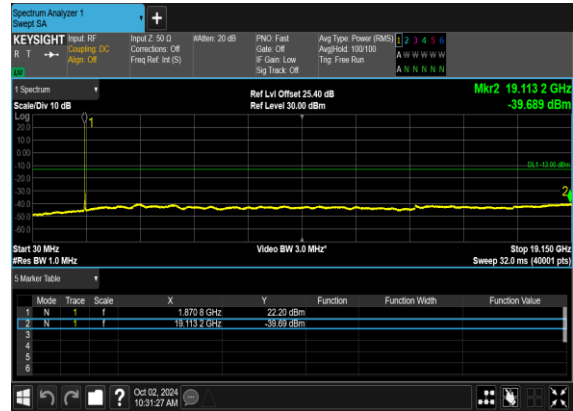 Spectrum Analyzer 1
Swept SA
+
KEYSIGHT Input: RF Input Z: 50 Ω #Atten: 20 dB PNO: Fast Avg Type: Power (RMS) 1 2 3 4 5 6
R T Coupling: DC Corrections: Off Gate: Off Avg|Hold: 100/100 A W W W W W
Align: Off Freq Ref: Int (S) IF Gain: Low Trig: Free Run
Sig Track: Off A N N N N N
1 Spectrum Ref Lvl Offset 25.40 dB Mkr2 19.113 2 GHz
Scale/Div 10 dB Ref Level 30.00 dBm -39.689 dBm
Log
20.0
10.0
0.00
-10.0
-20.0
-30.0
-40.0
-50.0
-60.0
1
DL1 -13.00 dBm
2
Start 30 MHz Video BW 3.0 MHz* Stop 19.150 GHz
#Res BW 1.0 MHz Sweep 32.0 ms (40001 pts)
5 Marker Table
Mode Trace Scale X Y Function Function Width Function Value
1 N 1 f 1.870 8 GHz 22.20 dBm
2 N 1 f 19.113 2 GHz -39.69 dBm
3
4
5
6
? Oct 02, 2024
10:31:27 AM